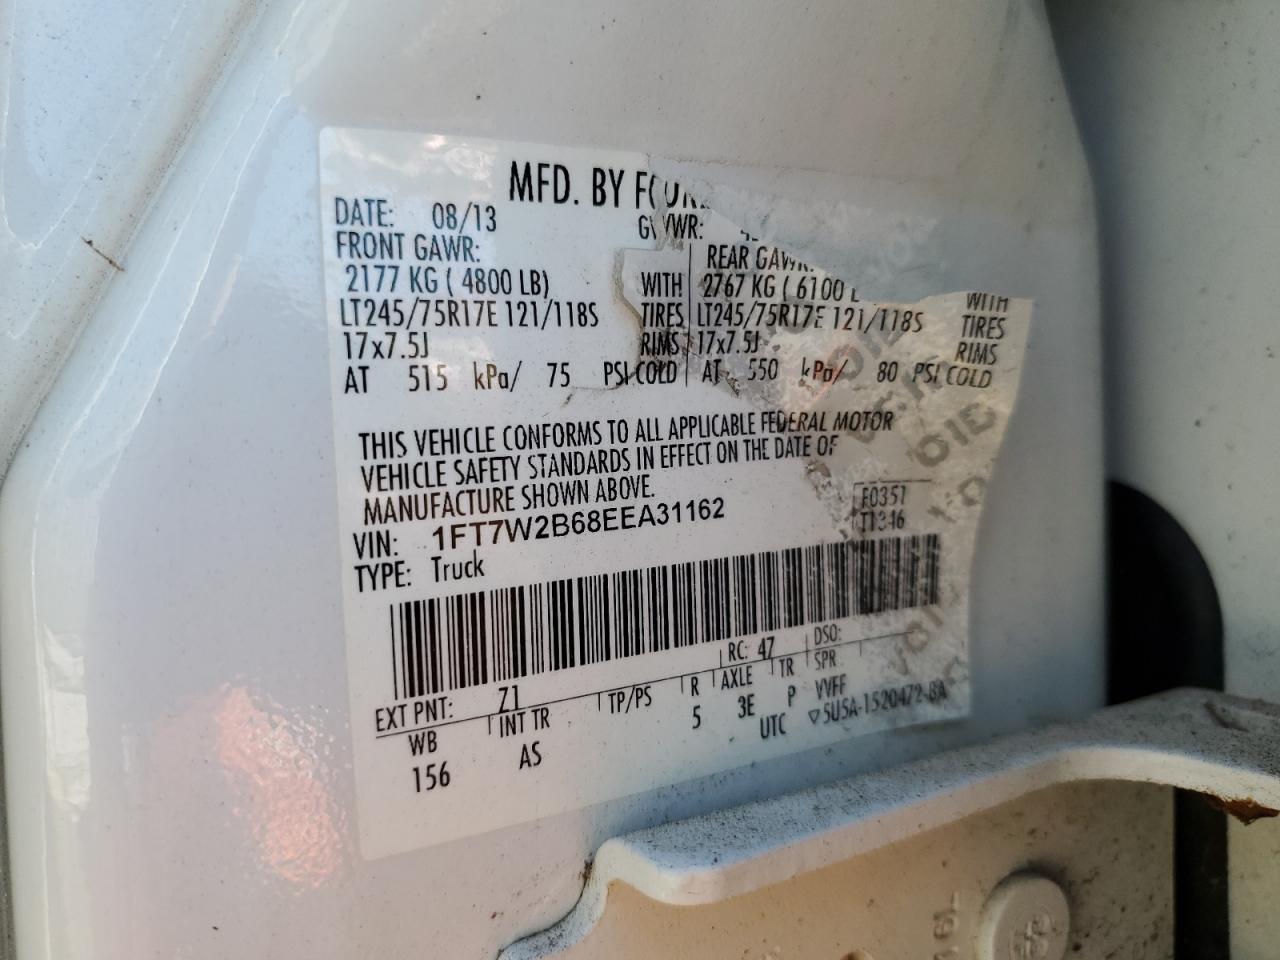 MFD. BY
DATE: 08/13
FRONT GAWR: REAR
2177 KG ( 4800 LB) WITH 2767 KG ( 6100 WITH
LT245/75R17E 121/118S TIRES LT245/75R17E 121/118S TIRES
17x7.5J RIMS 17x7.5J RIMS
AT 515 kPa/ 75 PSI COLD AT 550 kPa/ 80 PSI COLD
THIS VEHICLE CONFORMS TO ALL APPLICABLE FEDERAL MOTOR
VEHICLE SAFETY STANDARDS IN EFFECT ON THE DATE OF
MANUFACTURE SHOWN ABOVE.
F0351
T1346
VIN: 1FT7W2B68EEA31162
TYPE: Truck
EXT PNT: Z1 RC: 47 DSO:
WB INT TR TP/PS R AXLE TR SPR
156 AS 5 3E P VVFF
UTC ▽5U5A-1520472-BA